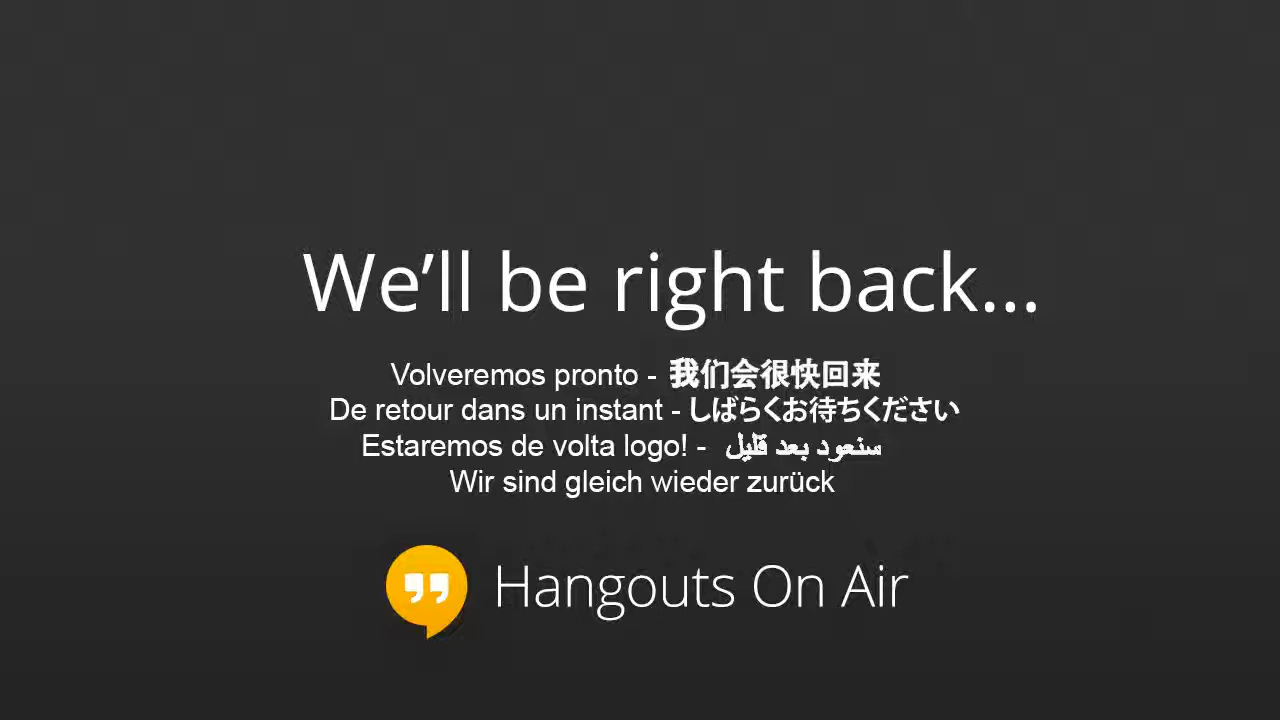 We’ll be right back...
Volveremos pronto - 我们会很快回来
De retour dans un instant - しばらくお待ちください
Estaremos de volta logo! - سنعود بعد قليل
Wir sind gleich wieder zurück
Hangouts On Air